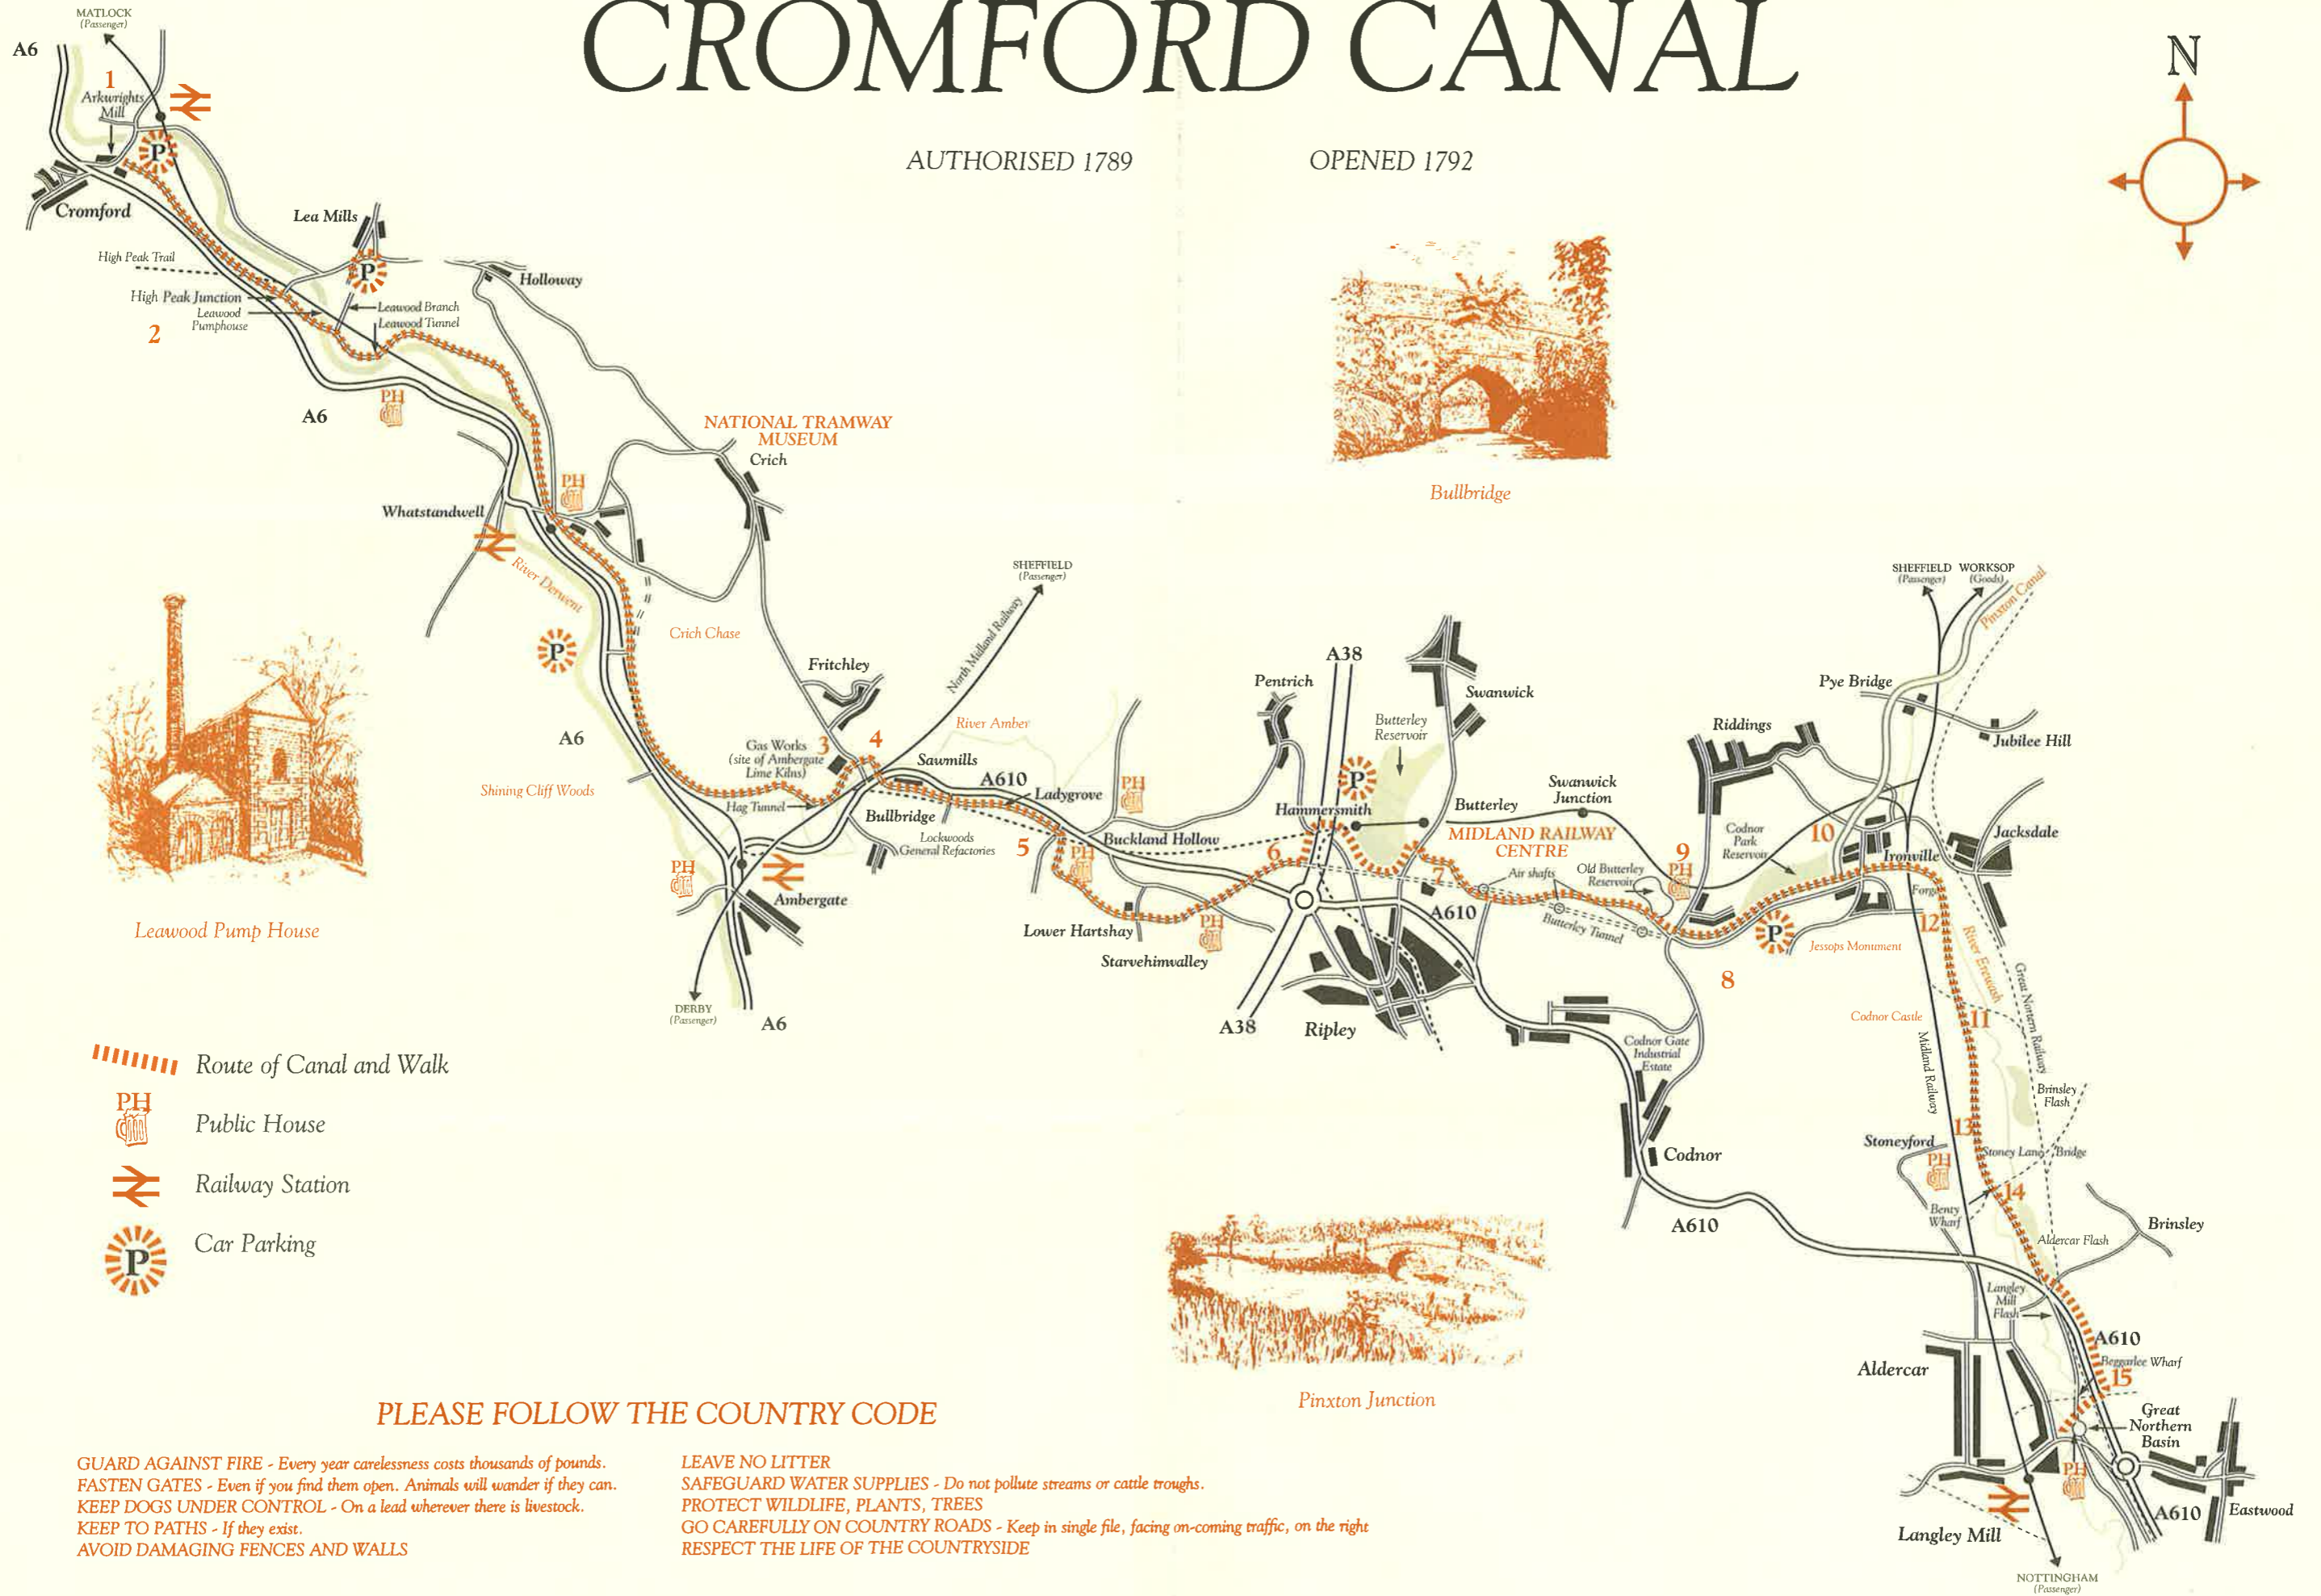 CROMFORD CANAL
AUTHORISED 1789
OPENED 1792
N
MATLOCK
(Passenger)
A6
1
Arkwrights
Mill
P
Cromford
Lea Mills
P
High Peak Trail
High Peak Junction
Leawood
Pumphouse
2
Leawood Branch
Leawood Tunnel
Holloway
A6
PH
NATIONAL TRAMWAY
MUSEUM
Crich
PH
Whatstandwell
River Derwent
P
Crich Chase
Bullbridge
SHEFFIELD
(Passenger)
North Midland Railway
Fritchley
A6
Shining Cliff Woods
Gas Works
(site of Ambergate
Lime Kilns)
3
4
Hag Tunnel
River Amber
Sawmills
A610
Ladygrove
PH
Bullbridge
Lockwoods
General Refactories
5
Buckland Hollow
PH
PH
Ambergate
DERBY
(Passenger)
A6
Lower Hartshay
Starvehimvalley
PH
Pentrich
A38
Butterley
Reservoir
Swanwick
P
Hammersmith
6
Butterley
Swanwick
Junction
MIDLAND RAILWAY
CENTRE
7
Air shafts
Old Butterley
Reservoir
9
PH
A610
Butterley Tunnel
A38
Ripley
8
SHEFFIELD
(Passenger)
WORKSOP
(Goods)
Pinxton Canal
Pye Bridge
Riddings
Jubilee Hill
Codnor
Park
Reservoir
10
Ironville
Jacksdale
Forge
P
Jessops Monument
12
River Erewash
Great Nortern Railway
Codnor Castle
11
Midland Railway
Codnor Gate
Industrial
Estate
Codnor
A610
Brinsley
Flash
13
Stoneyford
PH
Stoney Lane Bridge
14
Benty
Wharf
Aldercar Flash
Brinsley
Langley
Mill
Flash
A610
Beggarlee Wharf
15
Aldercar
Great
Northern
Basin
PH
A610
Eastwood
Langley Mill
NOTTINGHAM
(Passenger)
Leawood Pump House
Route of Canal and Walk
PH
Public House
Railway Station
P
Car Parking
Pinxton Junction
PLEASE FOLLOW THE COUNTRY CODE
GUARD AGAINST FIRE - Every year carelessness costs thousands of pounds.
FASTEN GATES - Even if you find them open. Animals will wander if they can.
KEEP DOGS UNDER CONTROL - On a lead wherever there is livestock.
KEEP TO PATHS - If they exist.
AVOID DAMAGING FENCES AND WALLS
LEAVE NO LITTER
SAFEGUARD WATER SUPPLIES - Do not pollute streams or cattle troughs.
PROTECT WILDLIFE, PLANTS, TREES
GO CAREFULLY ON COUNTRY ROADS - Keep in single file, facing on-coming traffic, on the right
RESPECT THE LIFE OF THE COUNTRYSIDE